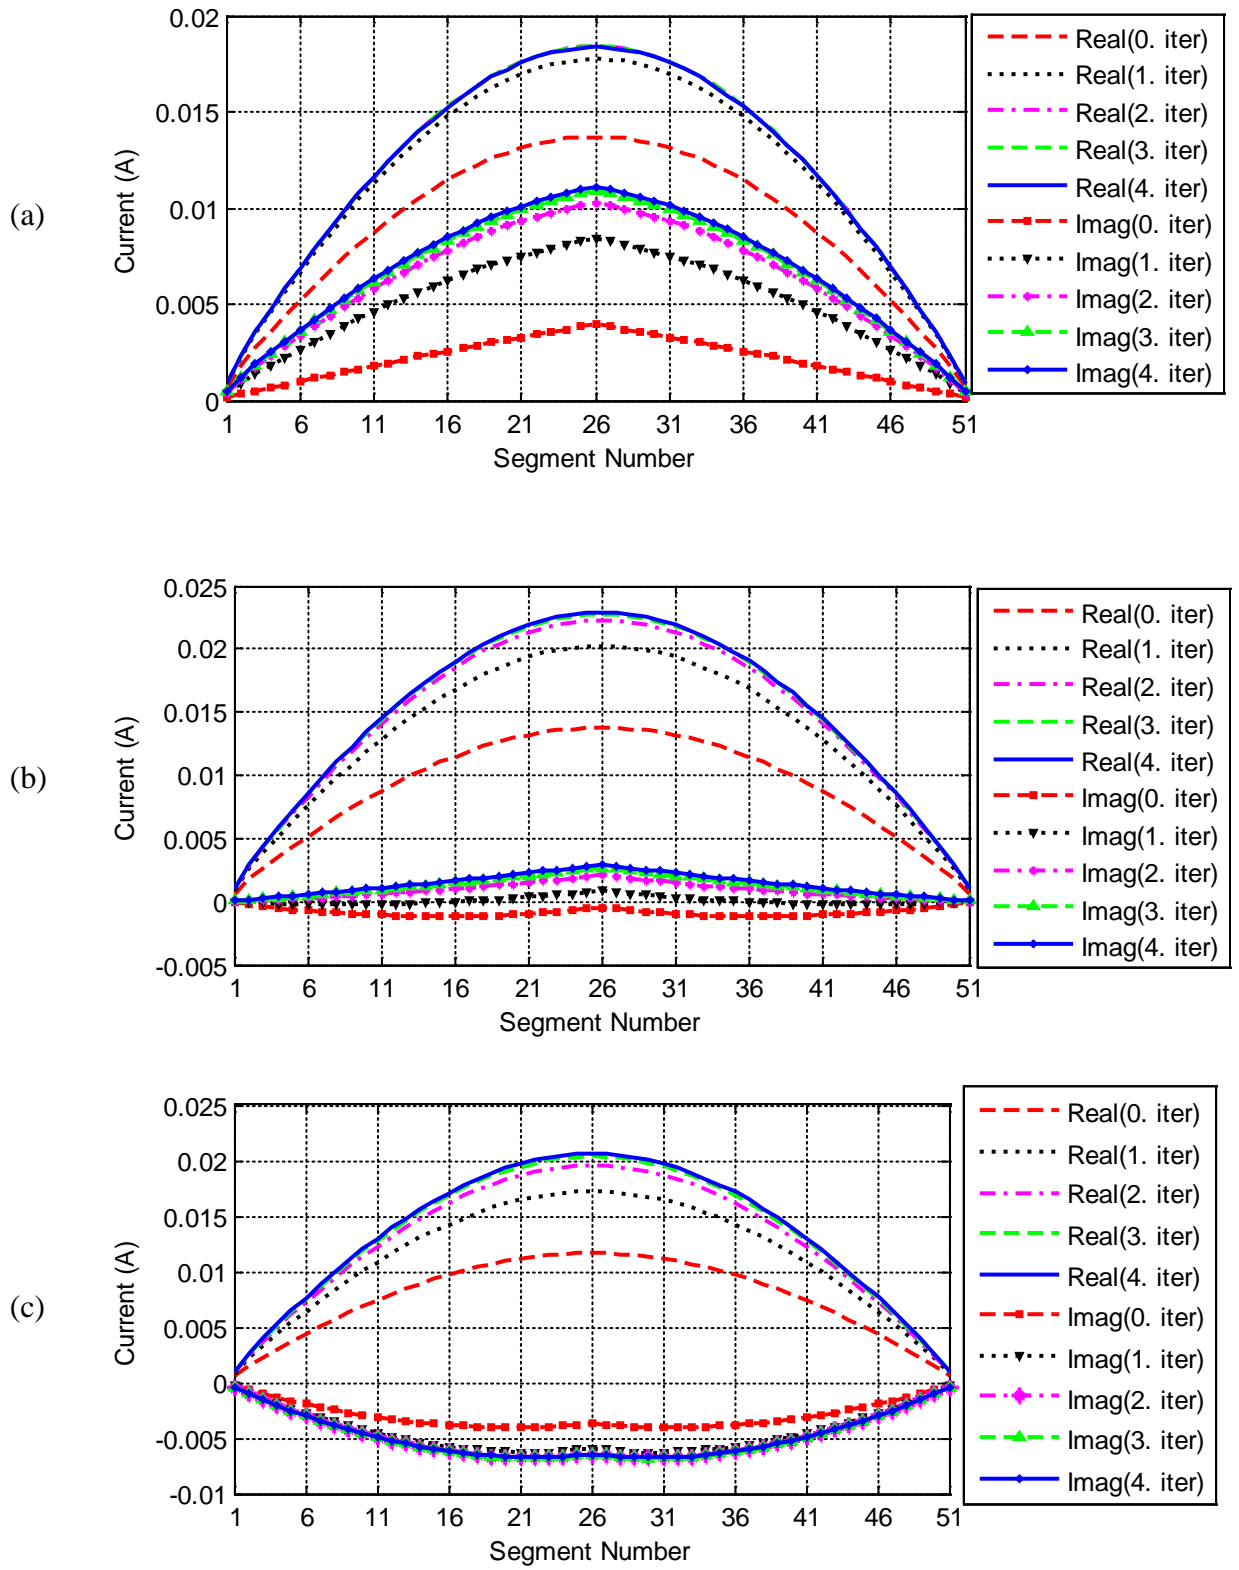 (a)
Current (A)
0.02
0.015
0.01
0.005
0
1 6 11 16 21 26 31 36 41 46 51
Segment Number
Real(0. iter)
Real(1. iter)
Real(2. iter)
Real(3. iter)
Real(4. iter)
Imag(0. iter)
Imag(1. iter)
Imag(2. iter)
Imag(3. iter)
Imag(4. iter)
(b)
Current (A)
0.025
0.02
0.015
0.01
0.005
0
-0.005
1 6 11 16 21 26 31 36 41 46 51
Segment Number
Real(0. iter)
Real(1. iter)
Real(2. iter)
Real(3. iter)
Real(4. iter)
Imag(0. iter)
Imag(1. iter)
Imag(2. iter)
Imag(3. iter)
Imag(4. iter)
(c)
Current (A)
0.025
0.02
0.015
0.01
0.005
0
-0.005
-0.01
1 6 11 16 21 26 31 36 41 46 51
Segment Number
Real(0. iter)
Real(1. iter)
Real(2. iter)
Real(3. iter)
Real(4. iter)
Imag(0. iter)
Imag(1. iter)
Imag(2. iter)
Imag(3. iter)
Imag(4. iter)